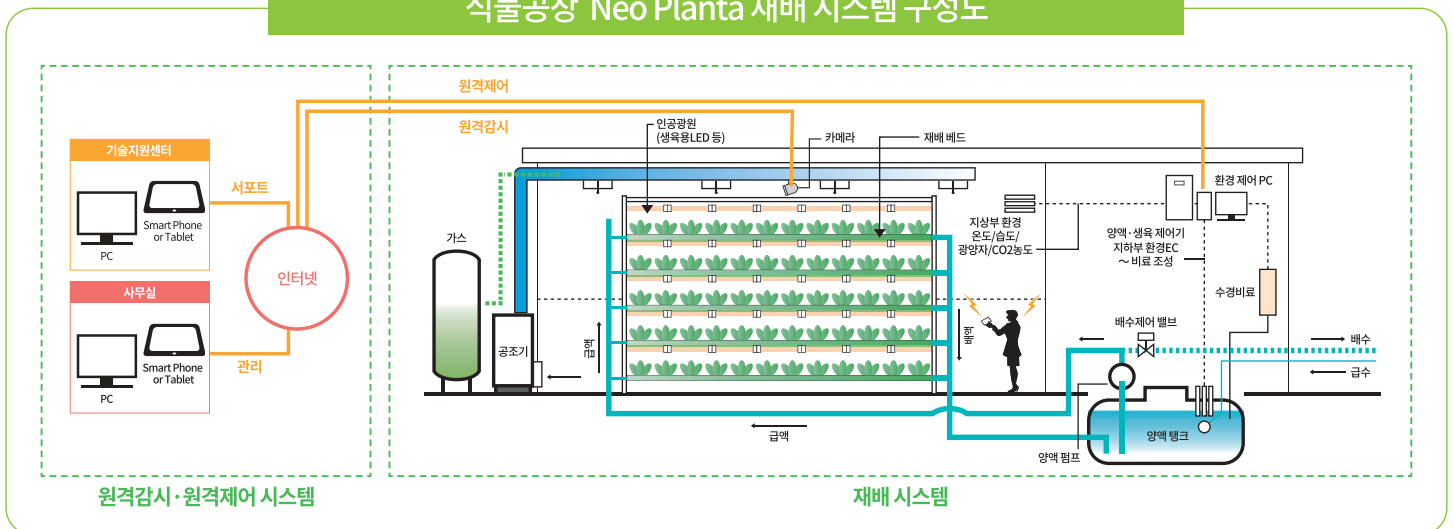 식물공장 Neo Planta 재배 시스템 구성도
원격제어
원격감시
기술지원센터
PC
Smart Phone
or Tablet
서포트
인터넷
사무실
PC
Smart Phone
or Tablet
관리
원격감시·원격제어 시스템
가스
공조기
인공광원
(생육용LED 등)
카메라
재배 베드
급액
배액
급액
지상부 환경
온도/습도/
광양자/CO2농도
환경 제어 PC
양액·생육 제어기
지하부 환경EC
~ 비료 조성
수경비료
배수제어 밸브
배수
급수
양액 탱크
양액 펌프
재배 시스템